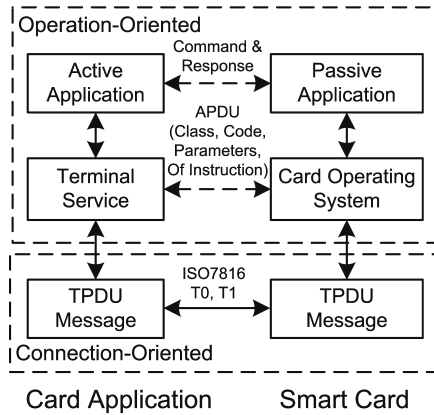 Operation-Oriented
Active
Application
Command &
Response
Passive
Application
APDU
(Class, Code,
Parameters,
Of Instruction)
Terminal
Service
Card Operating
System
TPDU
Message
ISO7816
T0, T1
TPDU
Message
Connection-Oriented
Card Application
Smart Card